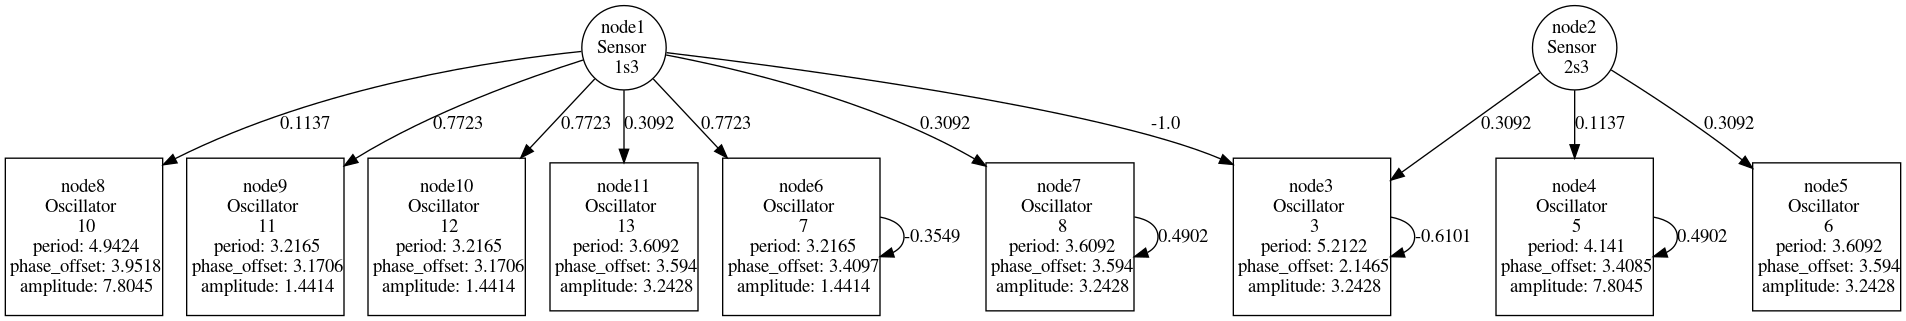 node1
Sensor
1s3
node2
Sensor
2s3
0.1137
0.7723
0.7723
0.3092
0.7723
0.3092
-1.0
0.3092
0.1137
0.3092
node8
Oscillator
10
period: 4.9424
phase_offset: 3.9518
amplitude: 7.8045
node9
Oscillator
11
period: 3.2165
phase_offset: 3.1706
amplitude: 1.4414
node10
Oscillator
12
period: 3.2165
phase_offset: 3.1706
amplitude: 1.4414
node11
Oscillator
13
period: 3.6092
phase_offset: 3.594
amplitude: 3.2428
node6
Oscillator
7
period: 3.2165
phase_offset: 3.4097
amplitude: 1.4414
-0.3549
node7
Oscillator
8
period: 3.6092
phase_offset: 3.594
amplitude: 3.2428
0.4902
node3
Oscillator
3
period: 5.2122
phase_offset: 2.1465
amplitude: 3.2428
-0.6101
node4
Oscillator
5
period: 4.141
phase_offset: 3.4085
amplitude: 7.8045
0.4902
node5
Oscillator
6
period: 3.6092
phase_offset: 3.594
amplitude: 3.2428